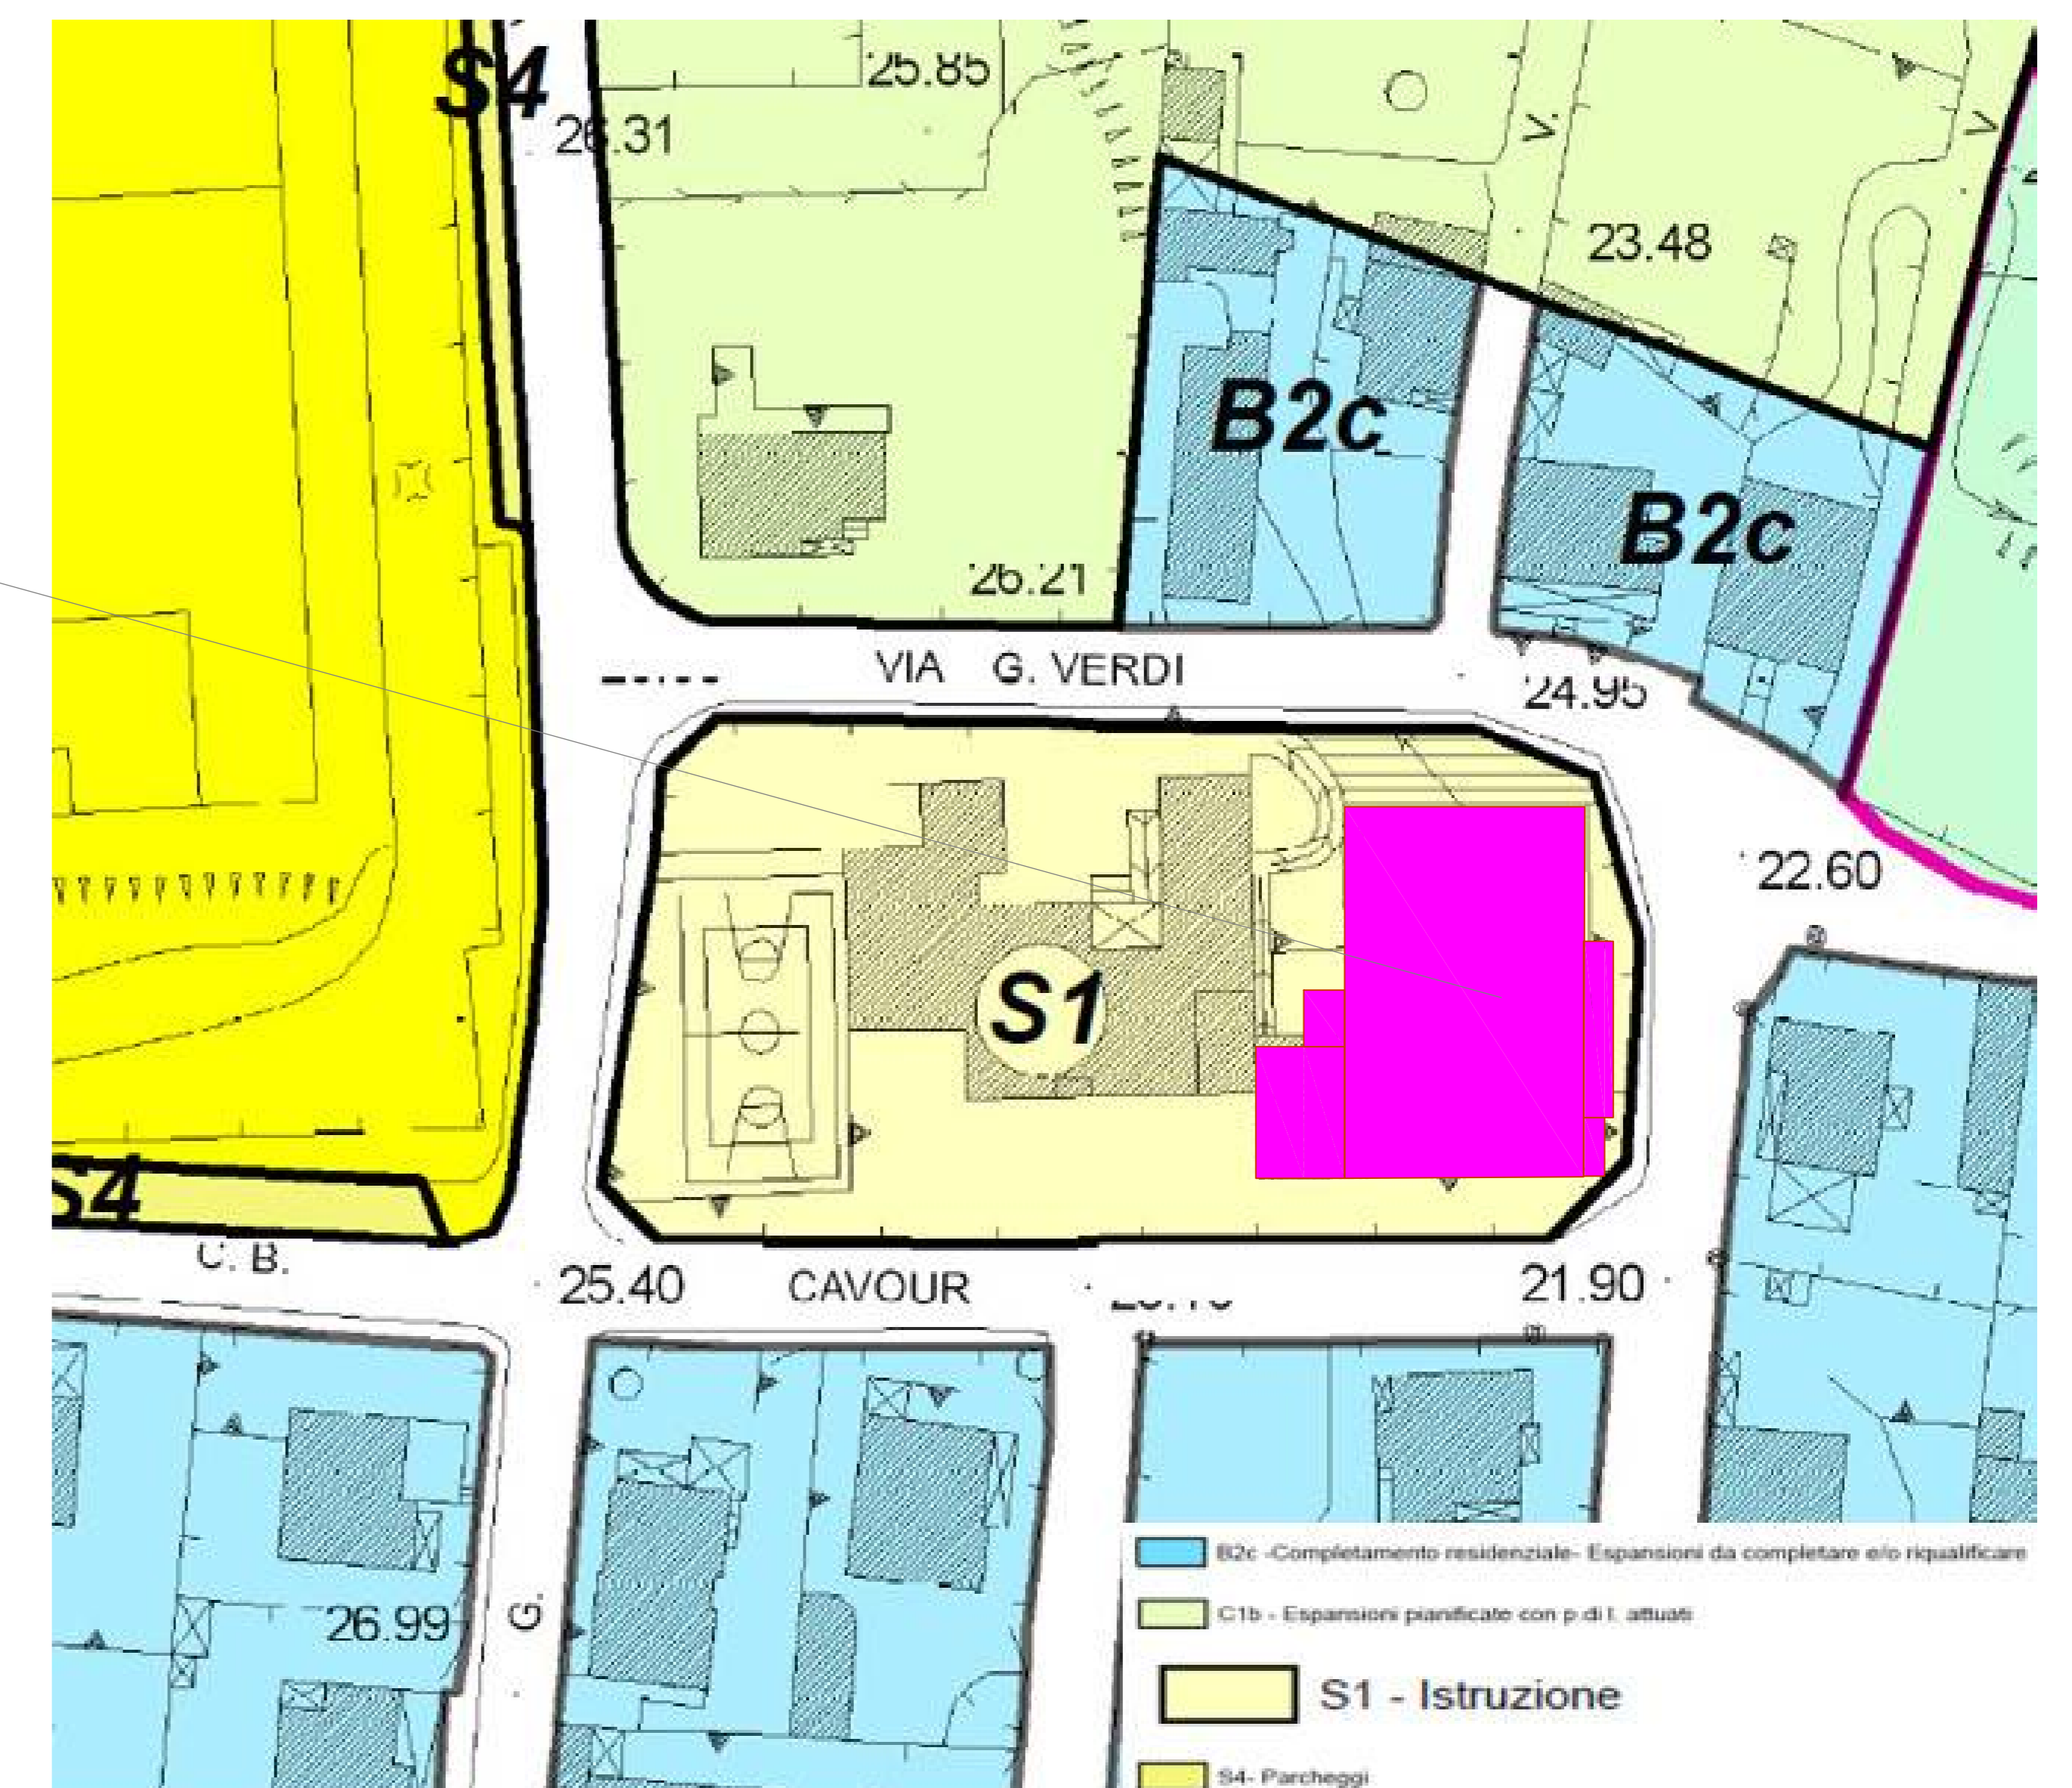 S4
25.85
26.31
V.
V.
23.48
B2c
B2c
26.21
VIA G. VERDI
24.95
22.60
S1
S4
C. B.
25.40
CAVOUR
21.90
26.99
G.
B2c -Completamento residenziale- Espansioni da completare e/o riqualificare
C1b - Espansioni pianificate con p.di l. attuati
S1 - Istruzione
S4- Parcheggi